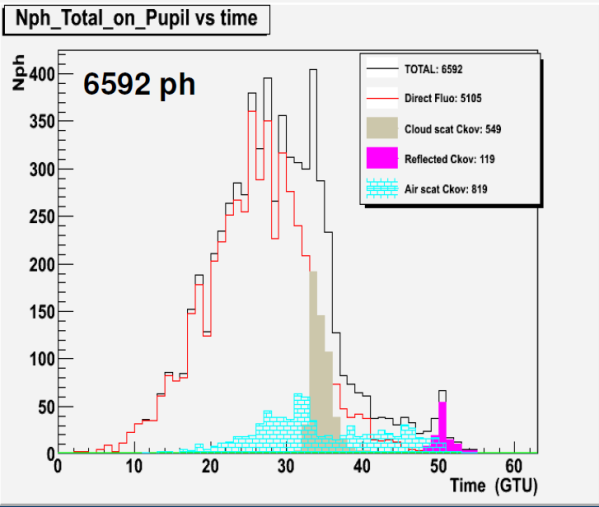 Nph_Total_on_Pupil vs time
Nph
6592 ph
TOTAL: 6592
Direct Fluo: 5105
Cloud scat Ckov: 549
Reflected Ckov: 119
Air scat Ckov: 819
400
350
300
250
200
150
100
50
0
0 10 20 30 40 50 60
Time (GTU)